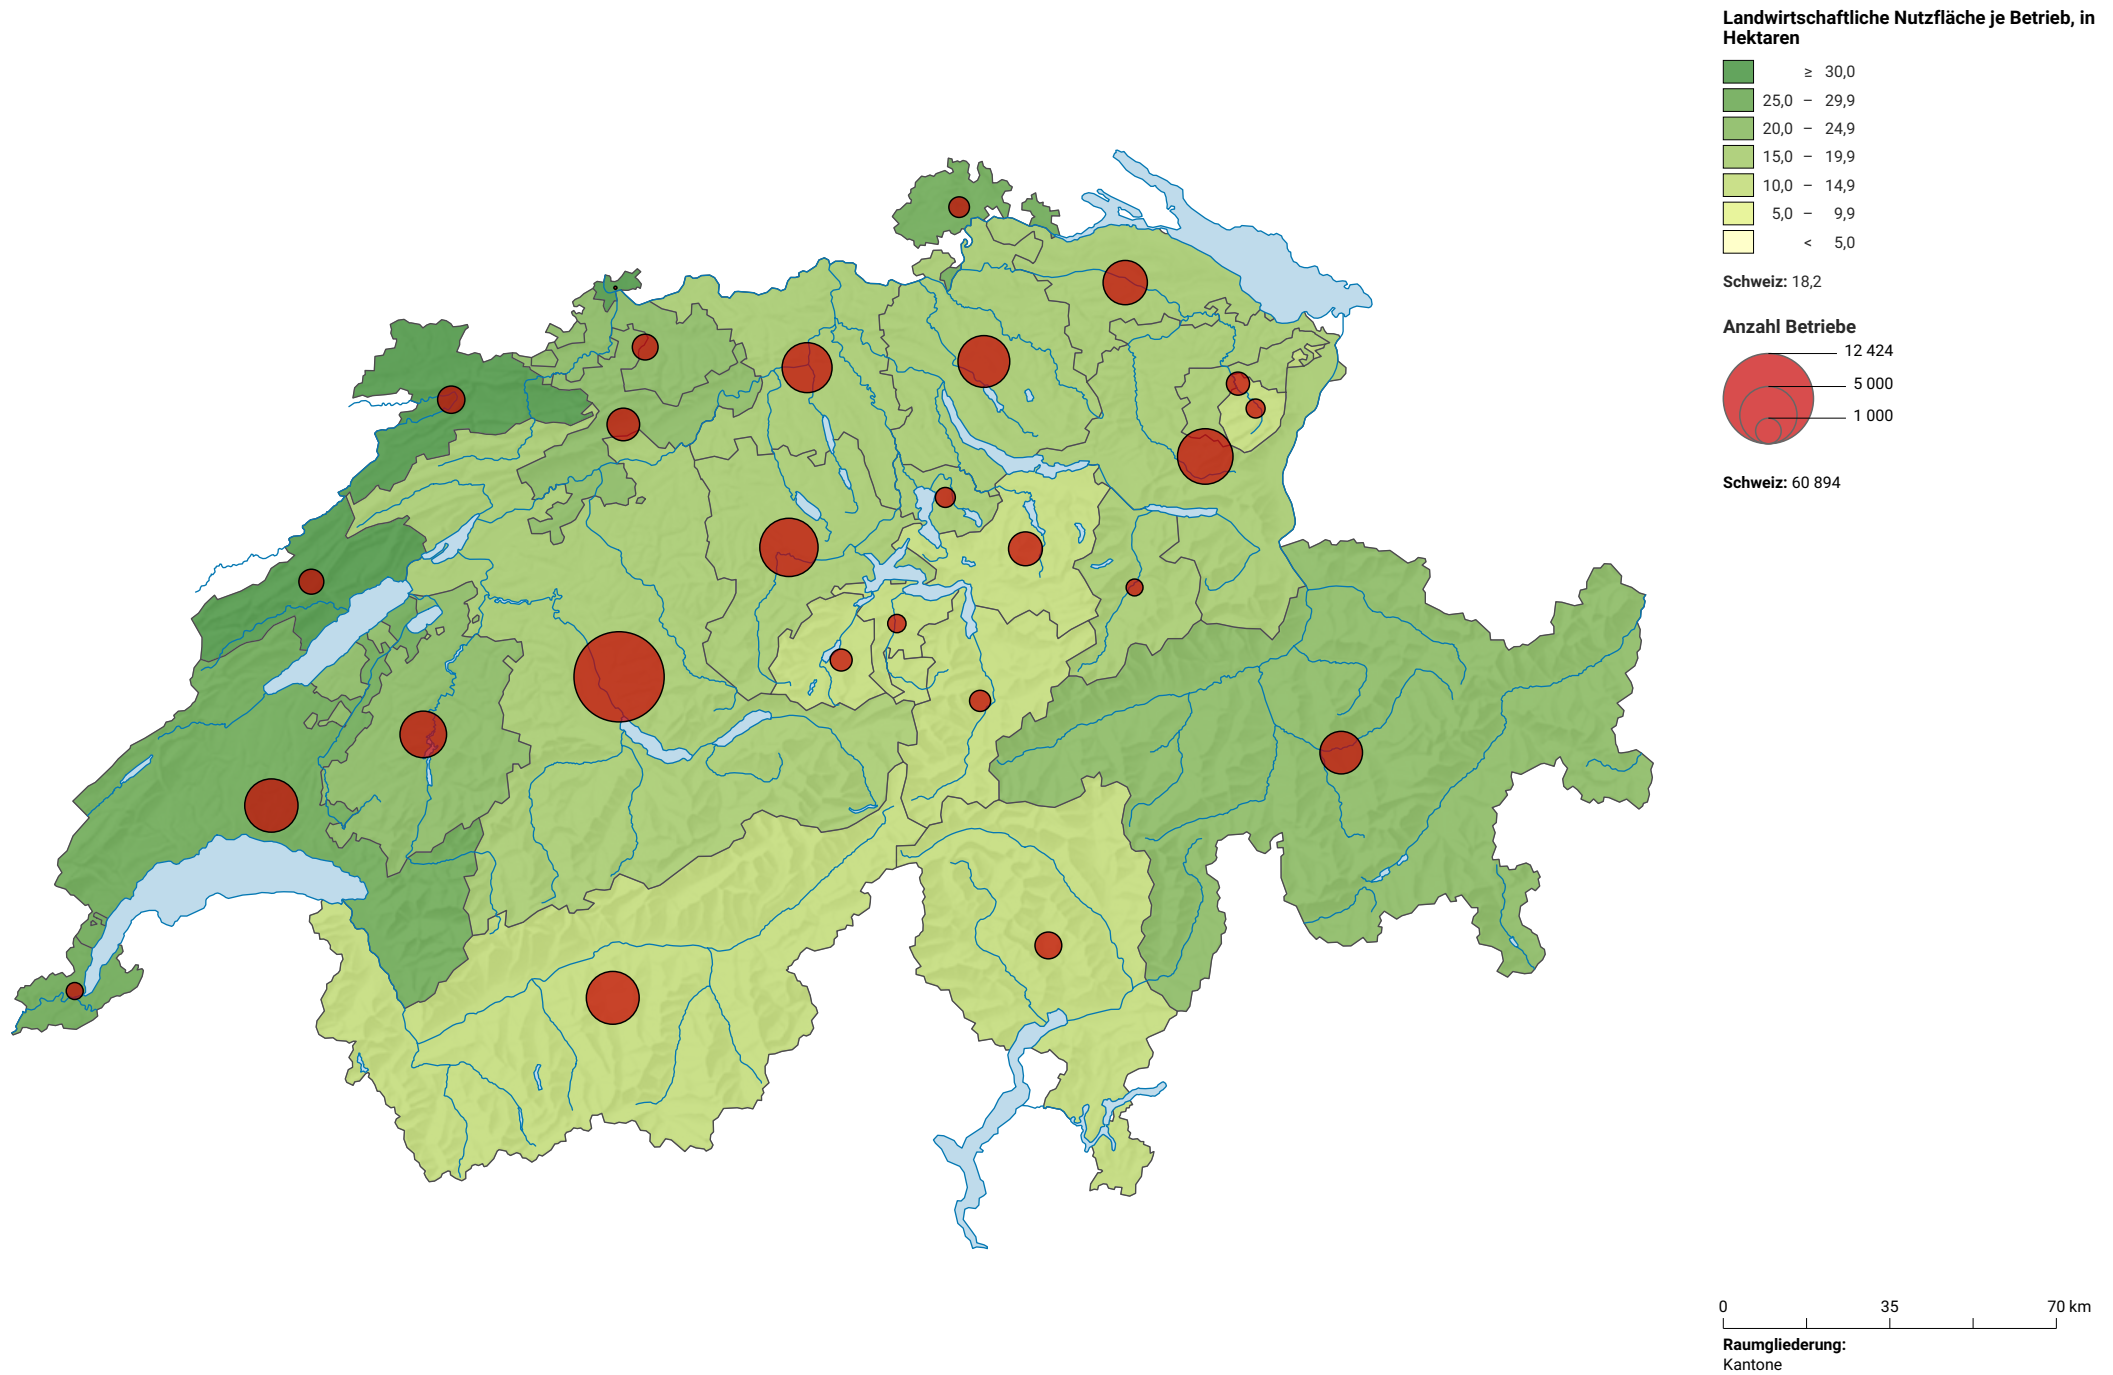 Landwirtschaftliche Nutzfläche je Betrieb, in
Hektaren
≥ 30,0
25,0 – 29,9
20,0 – 24,9
15,0 – 19,9
10,0 – 14,9
5,0 – 9,9
< 5,0
Schweiz: 18,2
Anzahl Betriebe
12 424
5 000
1 000
Schweiz: 60 894
0 35 70 km
Raumgliederung:
Kantone